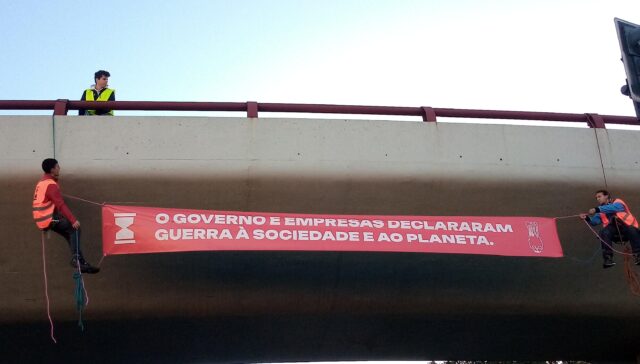 O GOVERNO E EMPRESAS DECLARARAM
GUERRA À SOCIEDADE E AO PLANETA.